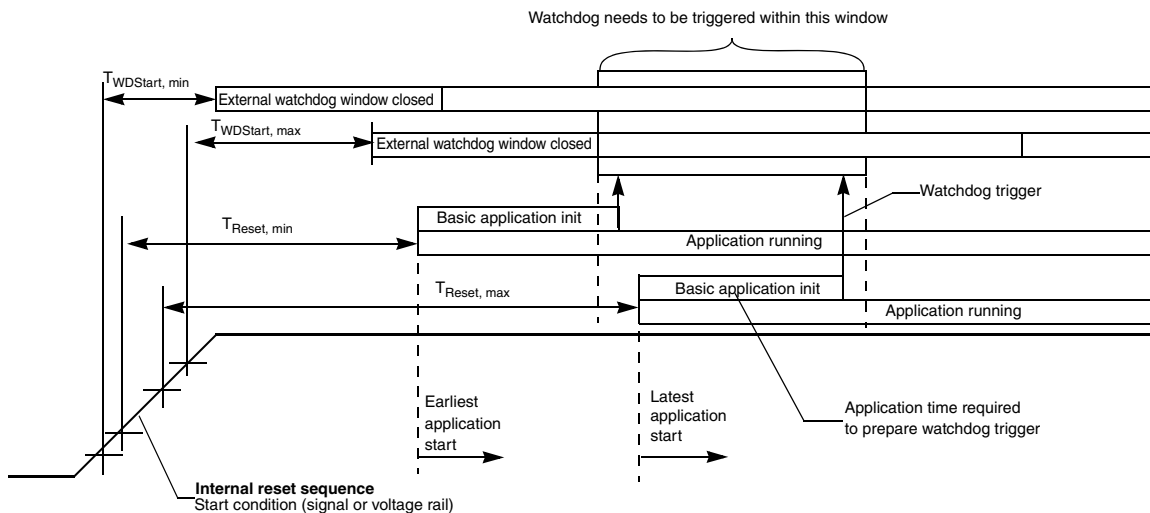 Watchdog needs to be triggered within this window
TWDStart, min
External watchdog window closed
TWDStart, max
External watchdog window closed
Watchdog trigger
Basic application init
TReset, min
Application running
Basic application init
TReset, max
Application running
Earliest
application
start
Latest
application
start
Application time required
to prepare watchdog trigger
Internal reset sequence
Start condition (signal or voltage rail)